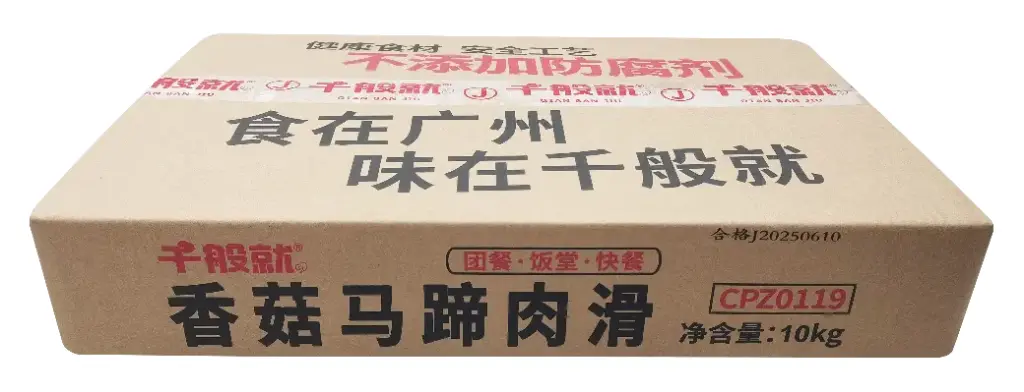 健康食材 安全工艺
不添加防腐剂
般就 千般就 千般就 千般就
QIAN BAN JIU QIAN BAN JIU QIAN BAN JIU
食在广州
味在千般就
合格J20250610
千般就
团餐·饭堂·快餐
香菇马蹄肉滑
CPZ0119
净含量:10kg